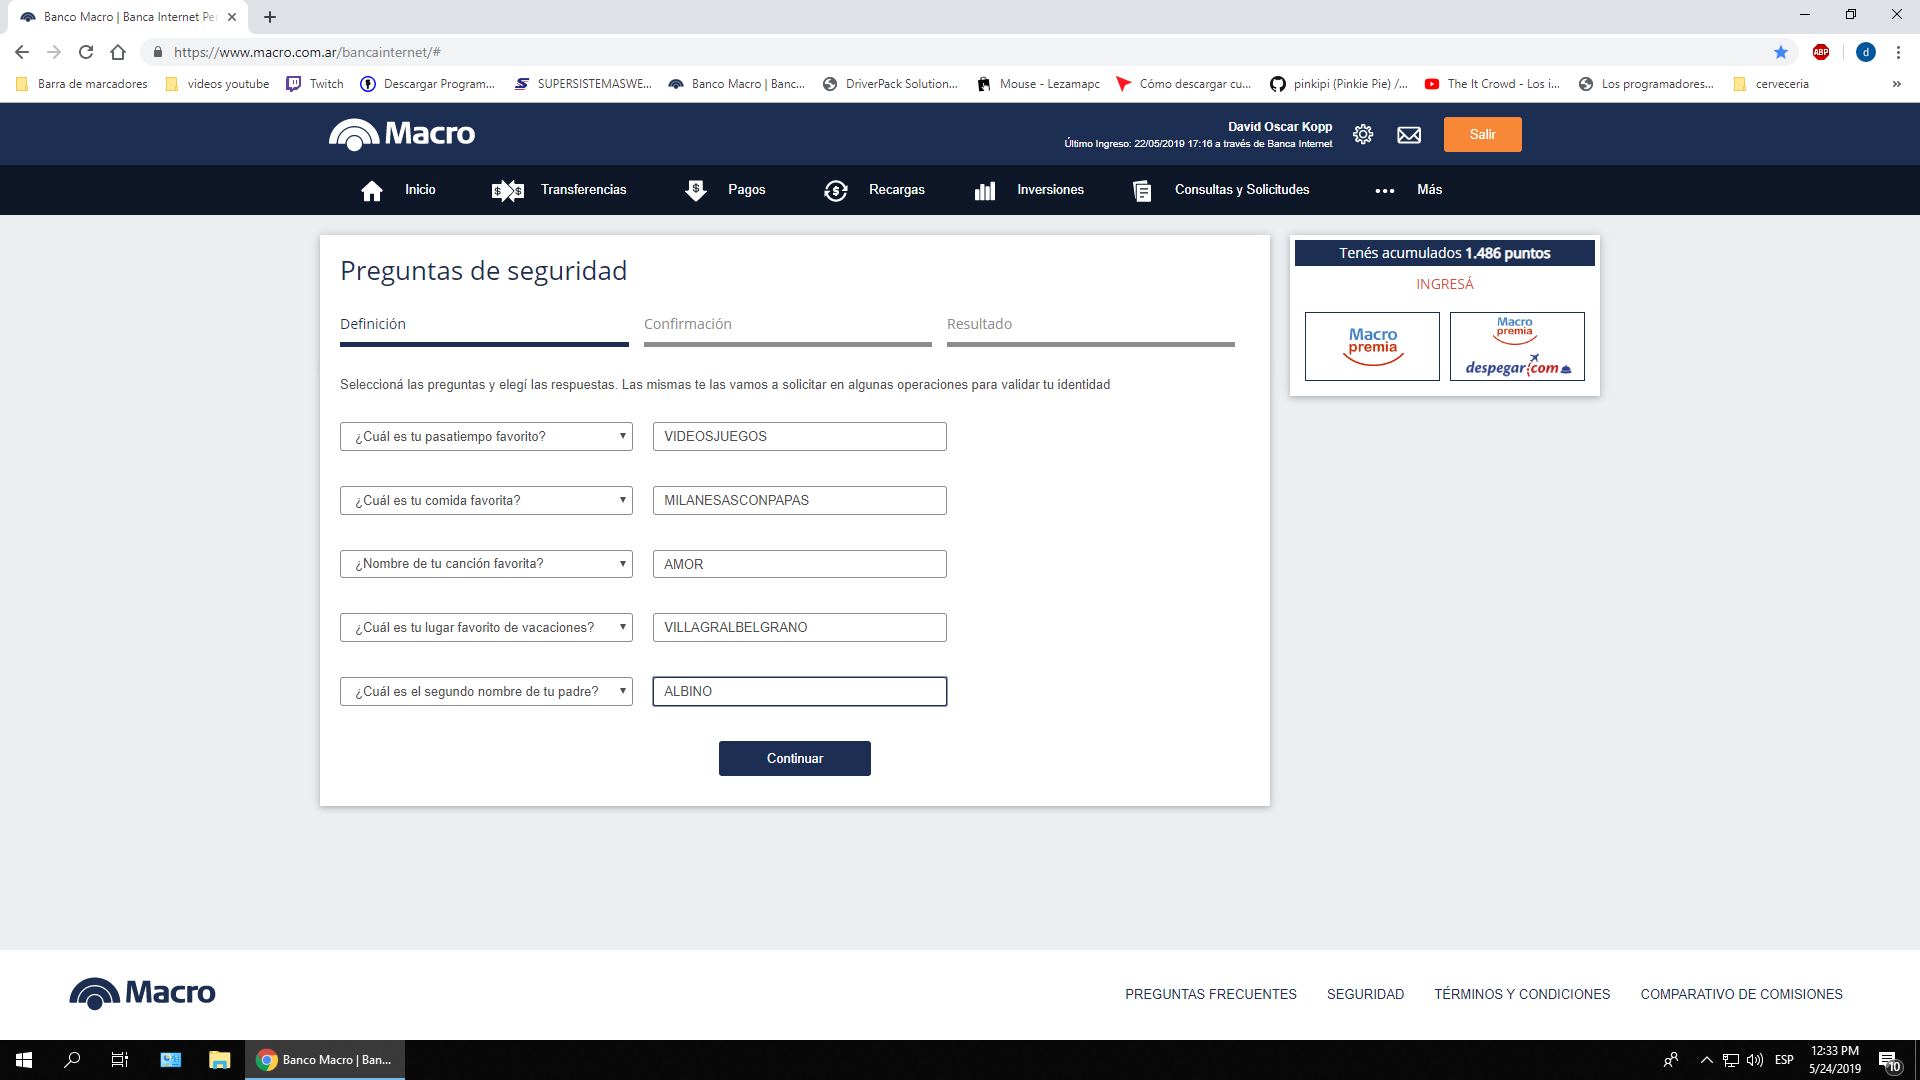 Banco Macro | Banca Internet Per
https://www.macro.com.ar/bancainternet/#
ABP
d
Barra de marcadores
videos youtube
Twitch
Descargar Program...
SUPERSISTEMASWE...
Banco Macro | Banc...
DriverPack Solution...
Mouse - Lezamapc
Cómo descargar cu...
pinkipi (Pinkie Pie) /...
The It Crowd - Los i...
Los programadores...
cerveceria
»
Macro
David Oscar Kopp
Último Ingreso: 22/05/2019 17:16 a través de Banca Internet
Salir
Inicio
Transferencias
Pagos
Recargas
Inversiones
Consultas y Solicitudes
Más
Preguntas de seguridad
Definición
Confirmación
Resultado
Seleccioná las preguntas y elegí las respuestas. Las mismas te las vamos a solicitar en algunas operaciones para validar tu identidad
¿Cuál es tu pasatiempo favorito?
VIDEOSJUEGOS
¿Cuál es tu comida favorita?
MILANESASCONPAPAS
¿Nombre de tu canción favorita?
AMOR
¿Cuál es tu lugar favorito de vacaciones?
VILLAGRALBELGRANO
¿Cuál es el segundo nombre de tu padre?
ALBINO
Continuar
Tenés acumulados 1.486 puntos
INGRESÁ
Macro
premia
Macro
premia
despegar.com
Macro
PREGUNTAS FRECUENTES
SEGURIDAD
TÉRMINOS Y CONDICIONES
COMPARATIVO DE COMISIONES
Banco Macro | Ban...
ESP
12:33 PM
5/24/2019
10